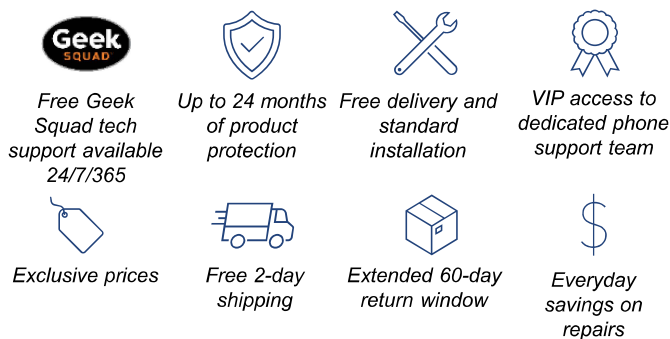 Geek
SQUAD
Free Geek
Squad tech
support available
24/7/365
Up to 24 months
of product
protection
Free delivery and
standard
installation
VIP access to
dedicated phone
support team
Exclusive prices
Free 2-day
shipping
Extended 60-day
return window
Everyday
savings on
repairs